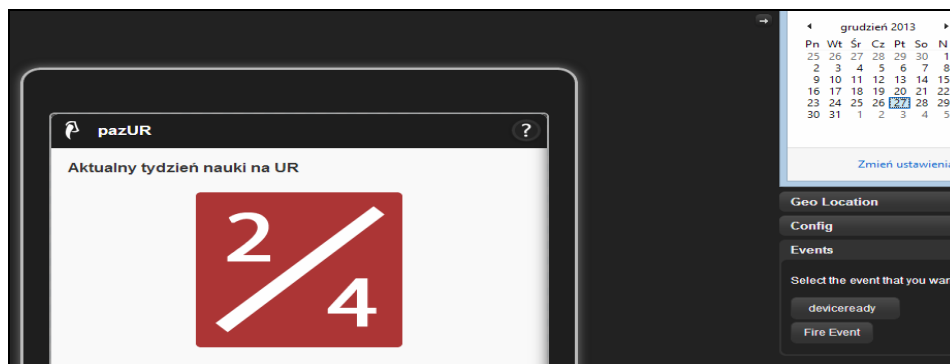 pazUR
?
Aktualny tydzień nauki na UR
2/4
grudzień 2013
Pn Wt Śr Cz Pt So N
25 26 27 28 29 30 1
2 3 4 5 6 7 8
9 10 11 12 13 14 15
16 17 18 19 20 21 22
23 24 25 26 27 28 29
30 31 1 2 3 4 5
Zmień ustawienia
Geo Location
Config
Events
Select the event that you wan
deviceready
Fire Event